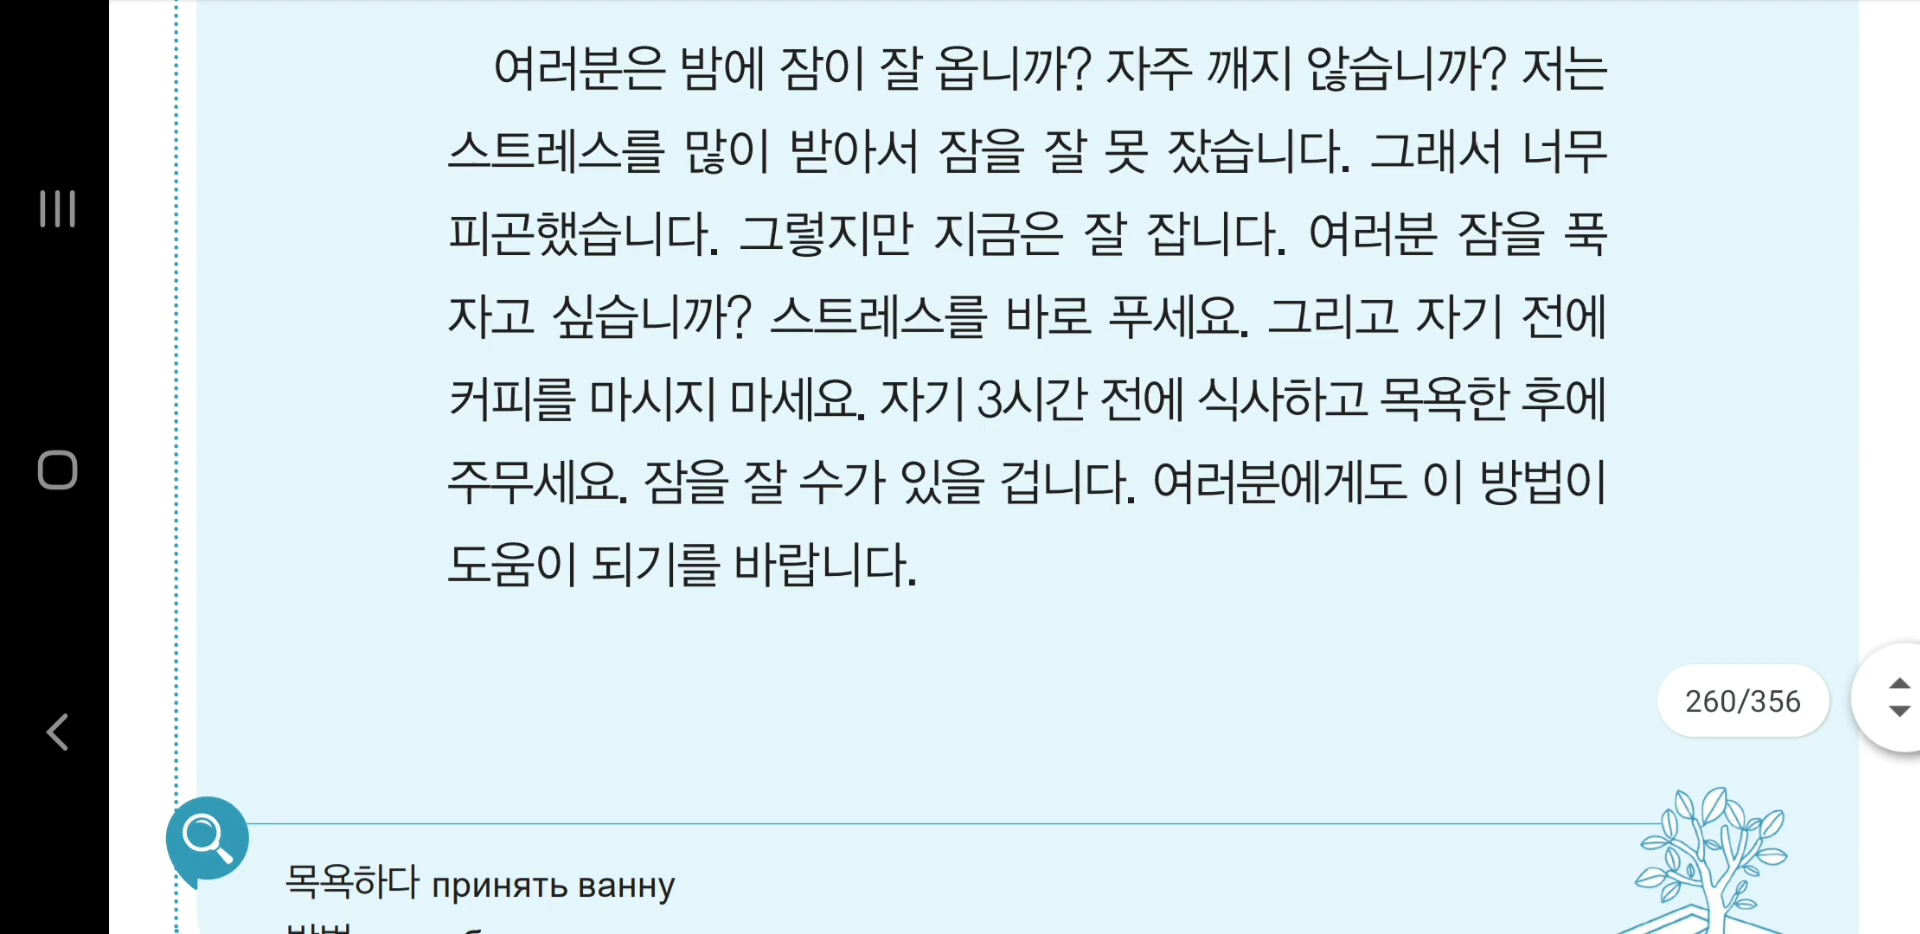 여러분은 밤에 잠이 잘 옵니까? 자주 깨지 않습니까? 저는
스트레스를 많이 받아서 잠을 잘 못 잤습니다. 그래서 너무
피곤했습니다. 그렇지만 지금은 잘 잡니다. 여러분 잠을 푹
자고 싶습니까? 스트레스를 바로 푸세요. 그리고 자기 전에
커피를 마시지 마세요. 자기 3시간 전에 식사하고 목욕한 후에
주무세요. 잠을 잘 수가 있을 겁니다. 여러분에게도 이 방법이
도움이 되기를 바랍니다.
260/356
목욕하다 принять ванну